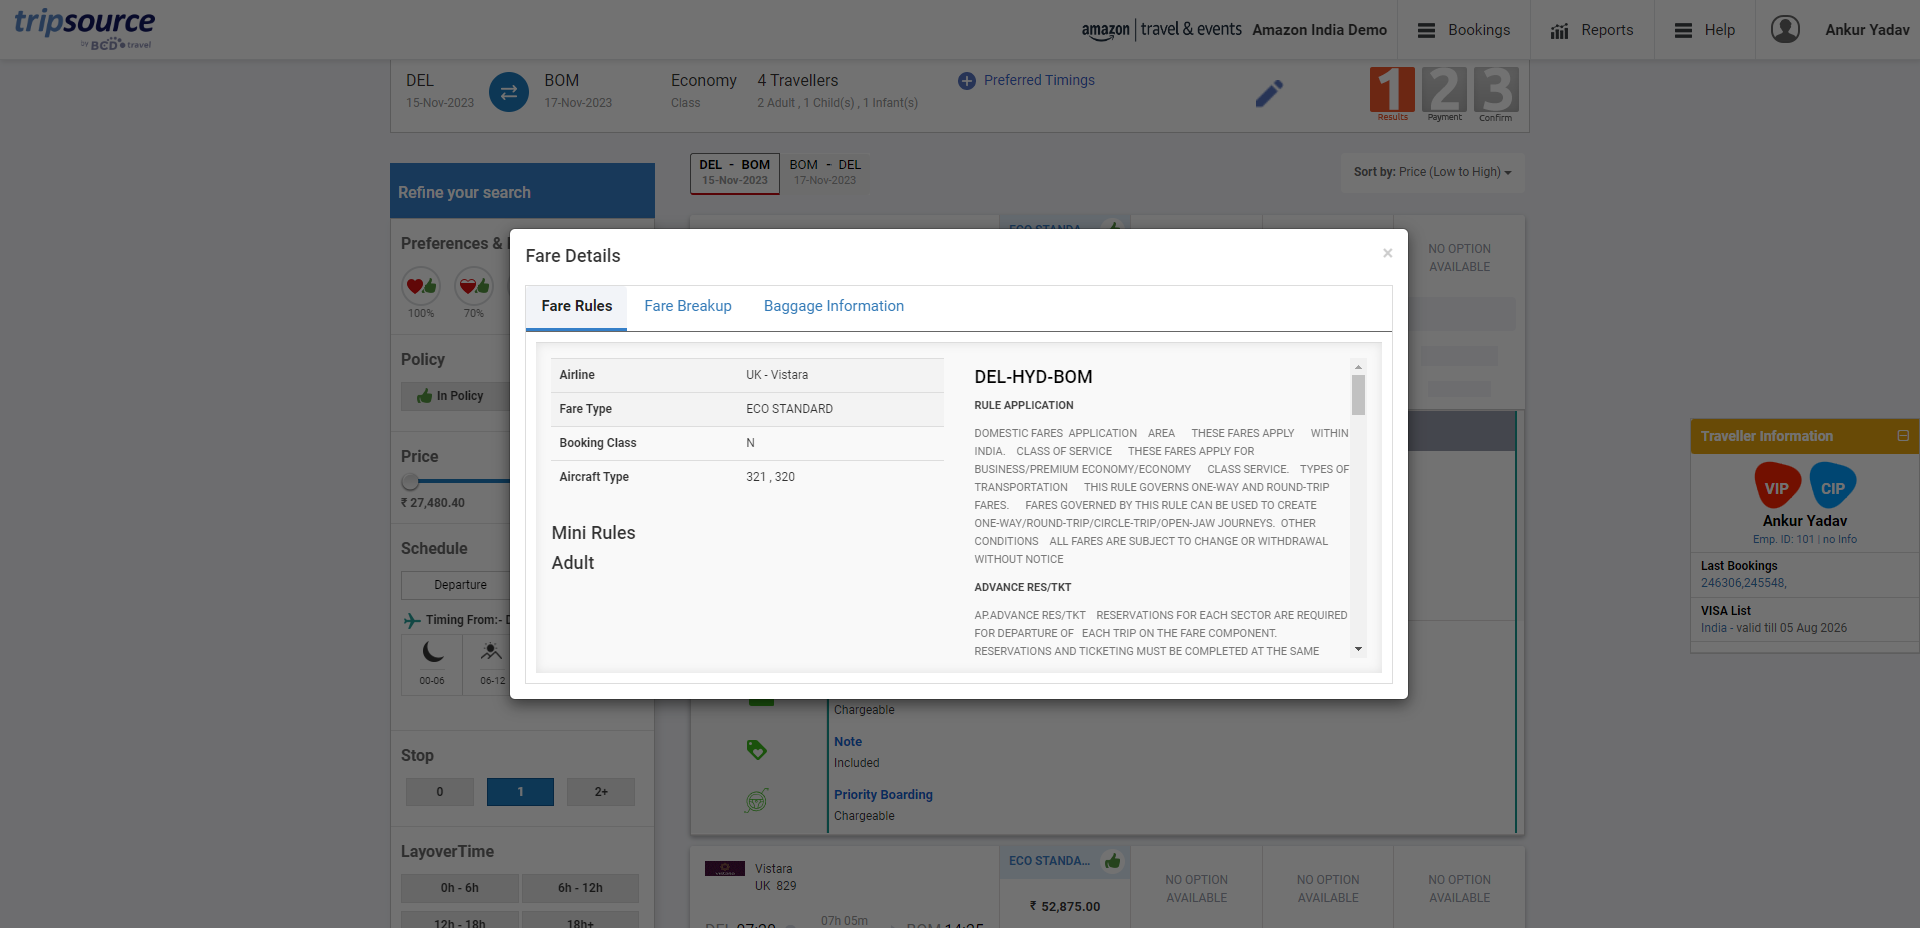 tripsource
by BCD travel
amazon travel & events
Amazon India Demo
Bookings
Reports
Help
Ankur Yadav
DEL
15-Nov-2023
BOM
17-Nov-2023
Economy
Class
4 Travellers
2 Adult , 1 Child(s) , 1 Infant(s)
Preferred Timings
1 2 3
Results
Payment
Confirm
DEL - BOM
15-Nov-2023
BOM - DEL
17-Nov-2023
Sort by: Price (Low to High)
Refine your search
Preferences &
100%
70%
Policy
In Policy
Price
₹ 27,480.40
Schedule
Departure
Timing From:-
00-06
06-12
Stop
0
1
2+
LayoverTime
0h - 6h
6h - 12h
12h - 18h
18h+
ECO STANDA
NO OPTION
AVAILABLE
Fare Details
×
Fare Rules
Fare Breakup
Baggage Information
Airline
UK - Vistara
Fare Type
ECO STANDARD
Booking Class
N
Aircraft Type
321 , 320
Mini Rules
Adult
DEL-HYD-BOM
RULE APPLICATION
DOMESTIC FARES APPLICATION AREA THESE FARES APPLY WITHIN
INDIA. CLASS OF SERVICE THESE FARES APPLY FOR
BUSINESS/PREMIUM ECONOMY/ECONOMY CLASS SERVICE. TYPES OF
TRANSPORTATION THIS RULE GOVERNS ONE-WAY AND ROUND-TRIP
FARES. FARES GOVERNED BY THIS RULE CAN BE USED TO CREATE
ONE-WAY/ROUND-TRIP/CIRCLE-TRIP/OPEN-JAW JOURNEYS. OTHER
CONDITIONS ALL FARES ARE SUBJECT TO CHANGE OR WITHDRAWAL
WITHOUT NOTICE
ADVANCE RES/TKT
AP.ADVANCE RES/TKT RESERVATIONS FOR EACH SECTOR ARE REQUIRED
FOR DEPARTURE OF EACH TRIP ON THE FARE COMPONENT.
RESERVATIONS AND TICKETING MUST BE COMPLETED AT THE SAME
Chargeable
Note
Included
Priority Boarding
Chargeable
Vistara
UK 829
07h 05m
ECO STANDA...
₹ 52,875.00
NO OPTION
AVAILABLE
NO OPTION
AVAILABLE
NO OPTION
AVAILABLE
Traveller Information
VIP
CIP
Ankur Yadav
Emp. ID: 101 | no Info
Last Bookings
246306,245548,
VISA List
India - valid till 05 Aug 2026